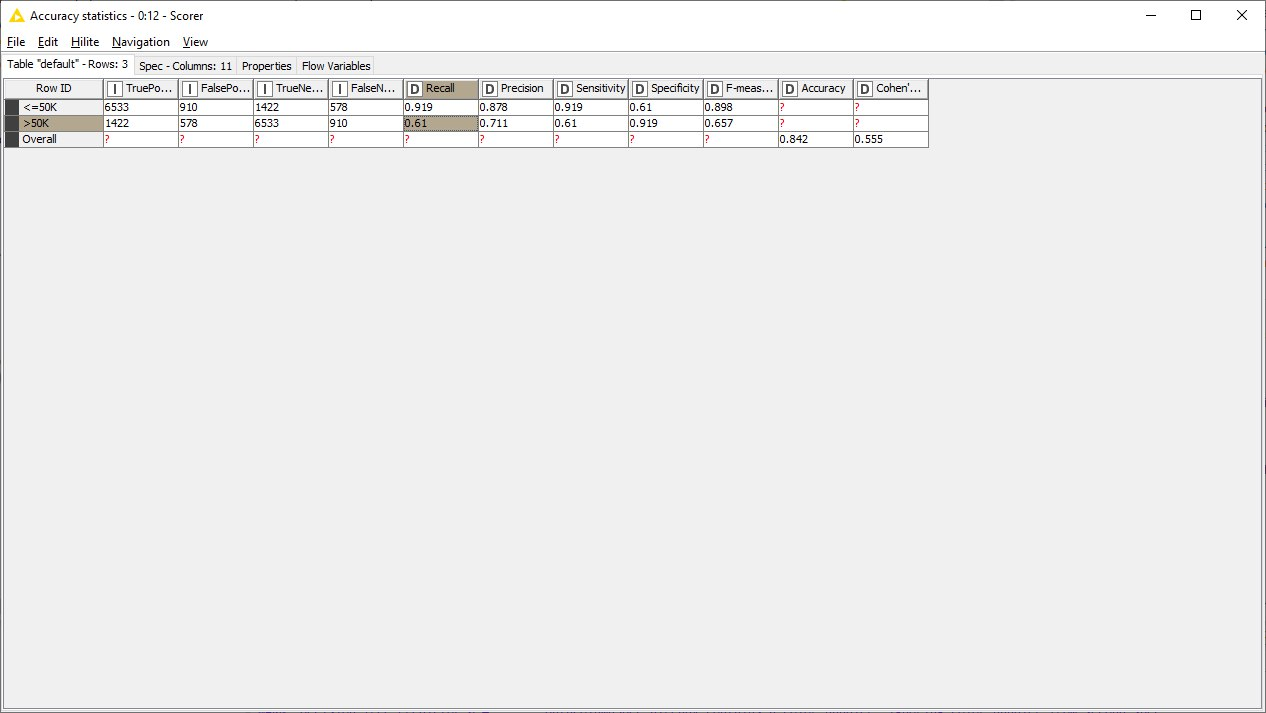 Accuracy statistics - 0:12 - Scorer
File Edit Hilite Navigation View
Table "default" - Rows: 3 Spec - Columns: 11 Properties Flow Variables
Row ID I TruePo... I FalsePo... I TrueNe... I FalseN... D Recall D Precision D Sensitivity D Specificity D F-meas... D Accuracy D Cohen'...
<=50K 6533 910 1422 578 0.919 0.878 0.919 0.61 0.898 ? ?
>50K 1422 578 6533 910 0.61 0.711 0.61 0.919 0.657 ? ?
Overall ? ? ? ? ? ? ? ? ? 0.842 0.555